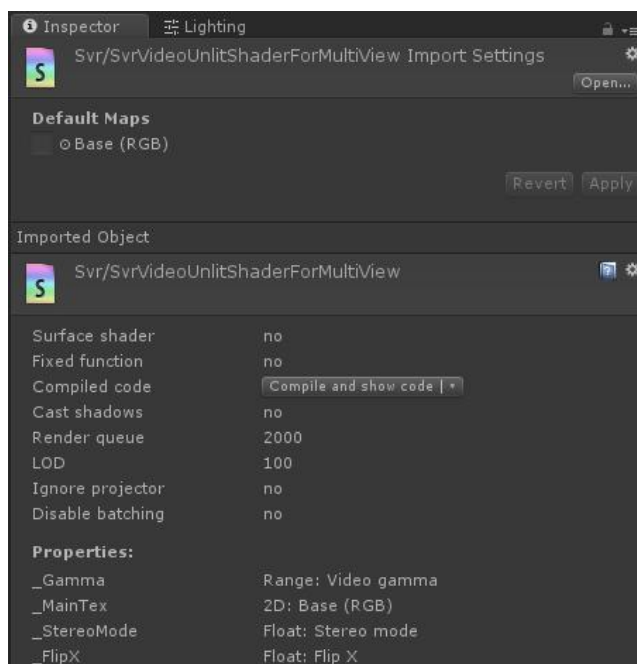 Inspector Lighting
Svr/SvrVideoUnlitShaderForMultiView Import Settings
Open...
Default Maps
Base (RGB)
Revert Apply
Imported Object
Svr/SvrVideoUnlitShaderForMultiView
Surface shader no
Fixed function no
Compiled code Compile and show code
Cast shadows no
Render queue 2000
LOD 100
Ignore projector no
Disable batching no
Properties:
_Gamma Range: Video gamma
_MainTex 2D: Base (RGB)
_StereoMode Float: Stereo mode
_FlipX Float: Flip X